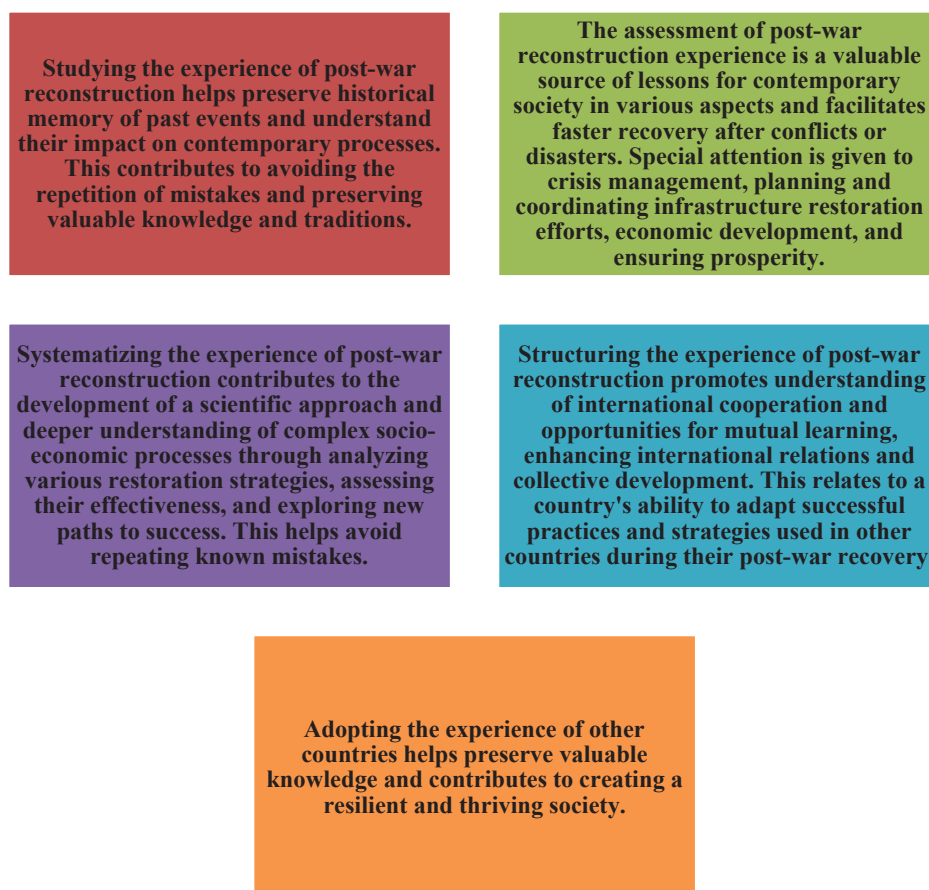 Studying the experience of post-war
reconstruction helps preserve historical
memory of past events and understand
their impact on contemporary processes.
This contributes to avoiding the
repetition of mistakes and preserving
valuable knowledge and traditions.
The assessment of post-war
reconstruction experience is a valuable
source of lessons for contemporary
society in various aspects and facilitates
faster recovery after conflicts or
disasters. Special attention is given to
crisis management, planning and
coordinating infrastructure restoration
efforts, economic development, and
ensuring prosperity.
Systematizing the experience of post-war
reconstruction contributes to the
development of a scientific approach and
deeper understanding of complex socio-
economic processes through analyzing
various restoration strategies, assessing
their effectiveness, and exploring new
paths to success. This helps avoid
repeating known mistakes.
Structuring the experience of post-war
reconstruction promotes understanding
of international cooperation and
opportunities for mutual learning,
enhancing international relations and
collective development. This relates to a
country's ability to adapt successful
practices and strategies used in other
countries during their post-war recovery
Adopting the experience of other
countries helps preserve valuable
knowledge and contributes to creating a
resilient and thriving society.